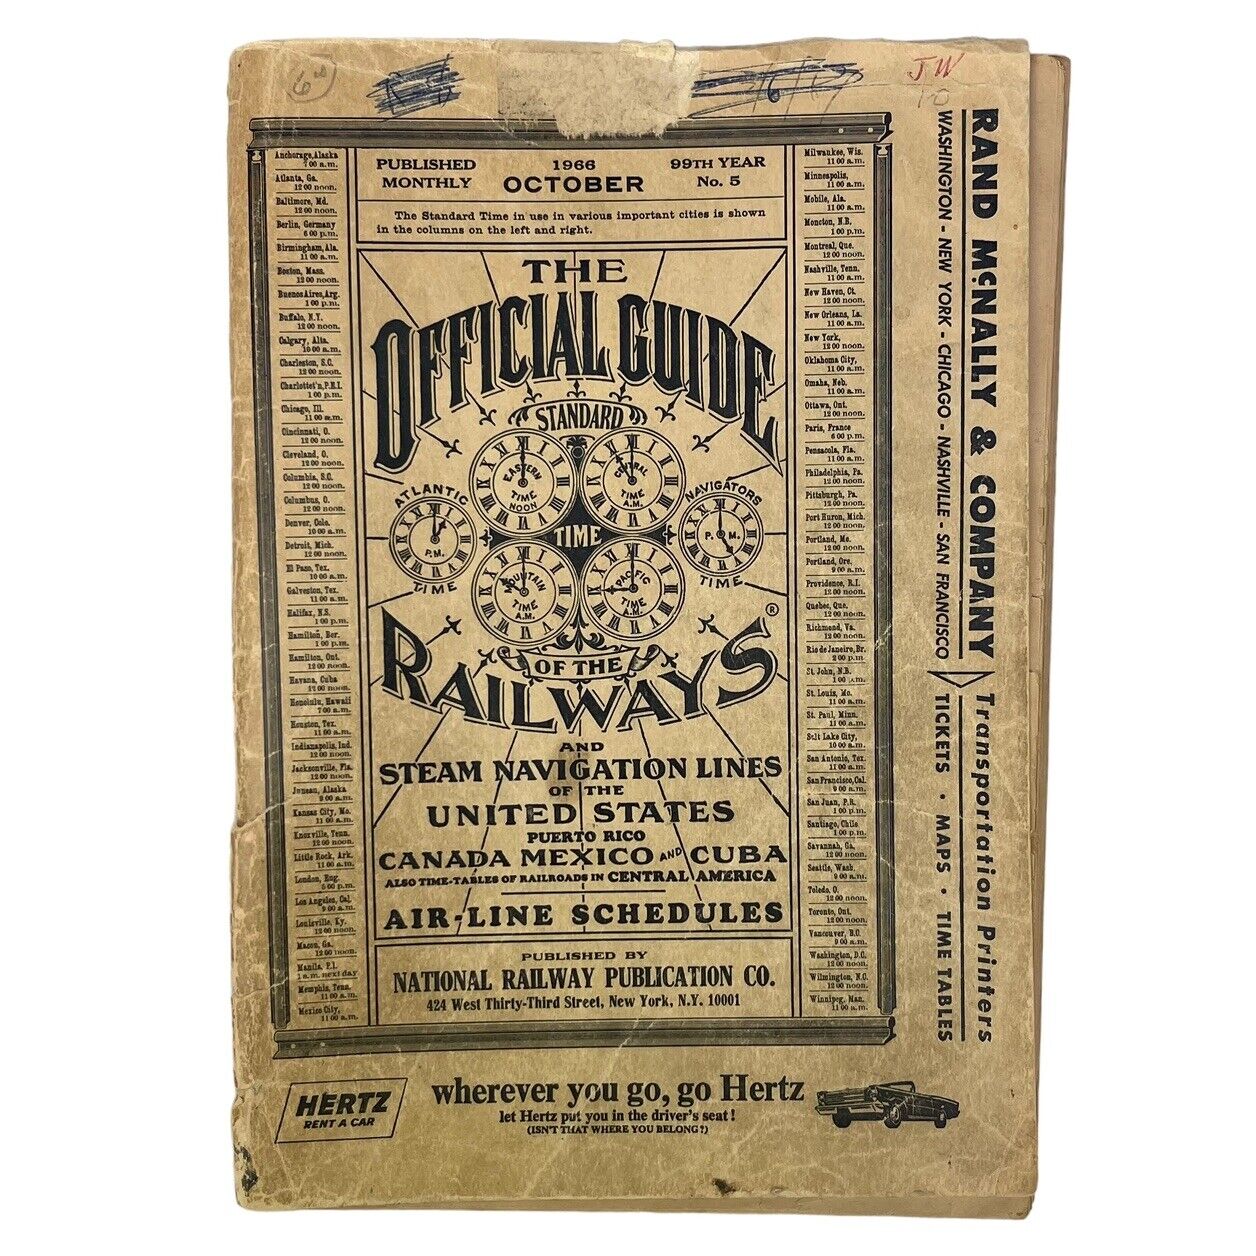 6
JW
10
PUBLISHED MONTHLY
1966
OCTOBER
99TH YEAR
No. 5
The Standard Time in use in various important cities is shown
in the columns on the left and right.
Anchorage, Alaska
7 00 a.m.
Atlanta, Ga.
12 00 noon.
Baltimore, Md.
12 00 noon.
Berlin, Germany
6 00 p.m.
Birmingham, Ala.
11 00 a.m.
Boston, Mass.
12 00 noon.
Buenos Aires, Arg.
1 00 p.m.
Buffalo, N.Y.
12 00 noon.
Calgary, Alta.
10 00 a.m.
Charleston, S.C.
12 00 noon.
Charlottet'n, P.E.I.
1 00 p.m.
Chicago, Ill.
11 00 a.m.
Cincinnati, O.
12 00 noon.
Cleveland, O.
12 00 noon.
Columbia, S.C.
12 00 noon.
Columbus, O.
12 00 noon.
Denver, Colo.
10 00 a.m.
Detroit, Mich.
12 00 noon.
El Paso, Tex.
10 00 a.m.
Galveston, Tex.
11 00 a.m.
Halifax, N.S.
1 00 p.m.
Hamilton, Ber.
1 00 p.m.
Hamilton, Ont.
12 00 noon.
Havana, Cuba
12 00 noon.
Honolulu, Hawaii
7 00 a.m.
Houston, Tex.
11 00 a.m.
Indianapolis, Ind.
12 00 noon.
Jacksonville, Fla.
12 00 noon.
Juneau, Alaska
9 00 a.m.
Kansas City, Mo.
11 00 a.m.
Knoxville, Tenn.
12 00 noon.
Little Rock, Ark.
11 00 a.m.
London, Eng.
5 00 p.m.
Los Angeles, Cal.
9 00 a.m.
Louisville, Ky.
12 00 noon.
Macon, Ga.
12 00 noon.
Manila, P.I.
1 a.m. next day
Memphis, Tenn.
11 00 a.m.
Mexico City,
11 00 a.m.
THE
OFFICIAL GUIDE
STANDARD
EASTERN
TIME
NOON
CENTRAL
TIME
A.M.
ATLANTIC
P.M.
TIME
TIME
NAVIGATORS
P. M.
TIME
MOUNTAIN
TIME
A.M.
PACIFIC
TIME
A.M.
OF THE
RAILWAYS®
AND
STEAM NAVIGATION LINES
OF THE
UNITED STATES
PUERTO RICO
CANADA MEXICO AND CUBA
ALSO TIME-TABLES OF RAILROADS IN CENTRAL AMERICA
AIR-LINE SCHEDULES
PUBLISHED BY
NATIONAL RAILWAY PUBLICATION CO.
424 West Thirty-Third Street, New York, N.Y. 10001
Milwaukee, Wis.
11 00 a.m.
Minneapolis,
11 00 a.m.
Mobile, Ala.
11 00 a.m.
Moncton, N.B.
1 00 p.m.
Montreal, Que.
12 00 noon.
Nashville, Tenn.
11 00 a.m.
New Haven, Ct.
12 00 noon.
New Orleans, La.
11 00 a.m.
New York,
12 00 noon.
Oklahoma City,
11 00 a.m.
Omaha, Neb.
11 00 a.m.
Ottawa, Ont.
12 00 noon.
Paris, France
6 00 p.m.
Pensacola, Fla.
11 00 a.m.
Philadelphia, Pa.
12 00 noon.
Pittsburgh, Pa.
12 00 noon.
Port Huron, Mich.
12 00 noon.
Portland, Me.
12 00 noon.
Portland, Ore.
9 00 a.m.
Providence, R.I.
12 00 noon.
Quebec, Que.
12 00 noon.
Richmond, Va.
12 00 noon.
Rio de Janeiro, Br.
2 00 p.m.
St. John, N.B.
1 00 p.m.
St. Louis, Mo.
11 00 a.m.
St. Paul, Minn.
11 00 a.m.
Salt Lake City,
10 00 a.m.
San Antonio, Tex.
11 00 a.m.
San Francisco, Cal.
9 00 a.m.
San Juan, P.R.
1 00 p.m.
Santiago, Chile
1 00 p.m.
Savannah, Ga.
12 00 noon.
Seattle, Wash.
9 00 a.m.
Toledo, O.
12 00 noon.
Toronto, Ont.
12 00 noon.
Vancouver, B.C.
9 00 a.m.
Washington, D.C.
12 00 noon.
Wilmington, N.C.
12 00 noon.
Winnipeg, Man.
11 00 a.m.
RAND McNALLY & COMPANY Transportation Printers
WASHINGTON - NEW YORK - CHICAGO - NASHVILLE - SAN FRANCISCO TICKETS • MAPS • TIME TABLES
HERTZ
RENT A CAR
wherever you go, go Hertz
let Hertz put you in the driver's seat!
(ISN'T THAT WHERE YOU BELONG?)